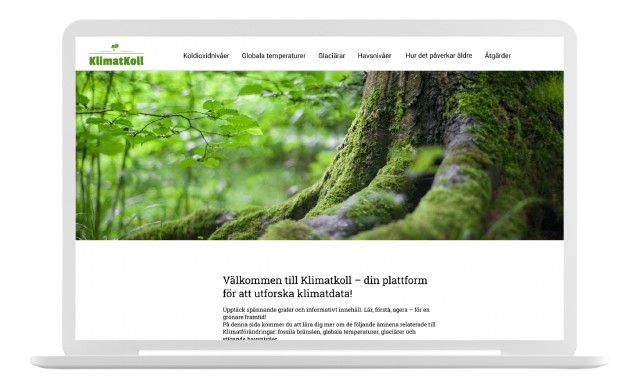 KlimatKoll
Koldioxidnivåer Globala temperaturer Glaciärar Havsnivåer Hur det påverkar äldre Åtgärder
Välkommen till Klimatkoll – din plattform
för att utforska klimatdata!
Upptäck spännande grafer och informativt innehåll. Lär, förstå, agera – för en
grönare framtid!
På denna sida kommer du att lära dig mer om de följande ämnena relaterade till
Klimatförändringar: fossila bränslen, globala temperaturer, glaciärer och
stigande havsnivåer